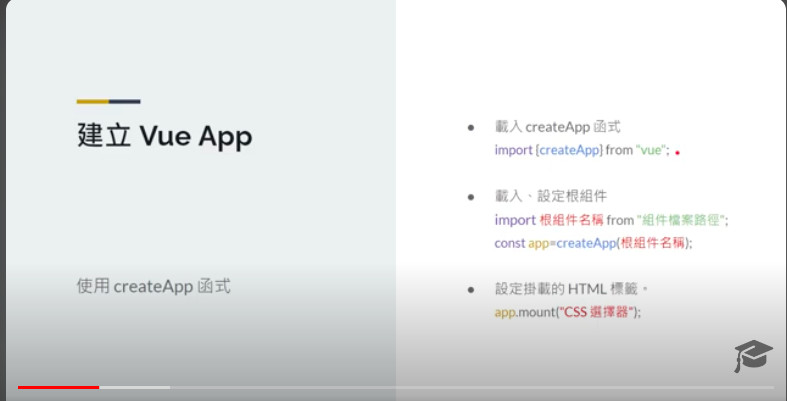 建立 Vue App
使用 createApp 函式
載入 createApp 函式
import {createApp} from "vue";
載入、設定根組件
import 根組件名稱 from "組件檔案路徑";
const app=createApp(根組件名稱);
設定掛載的 HTML 標籤。
app.mount("CSS 選擇器");